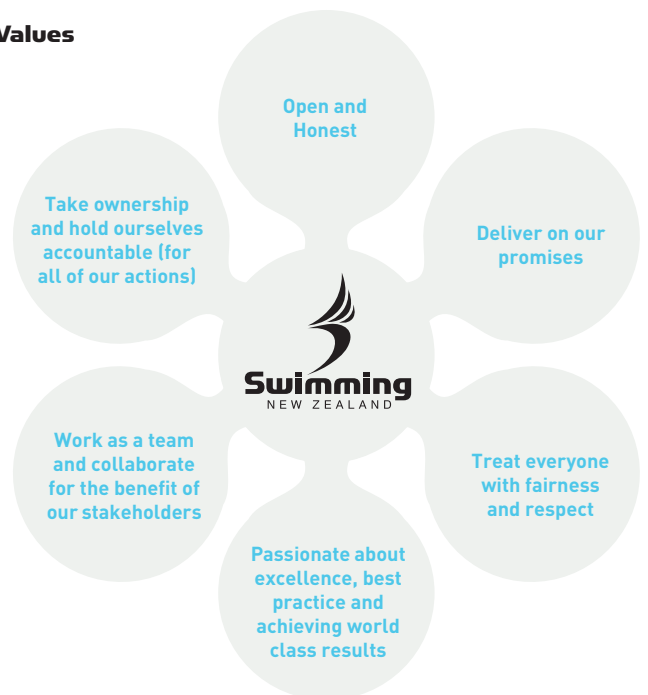 Values
Open and
Honest
Deliver on our
promises
Treat everyone
with fairness
and respect
Passionate about
excellence, best
practice and
achieving world
class results
Work as a team
and collaborate
for the benefit of
our stakeholders
Take ownership
and hold ourselves
accountable (for
all of our actions)
Swimming
NEW ZEALAND